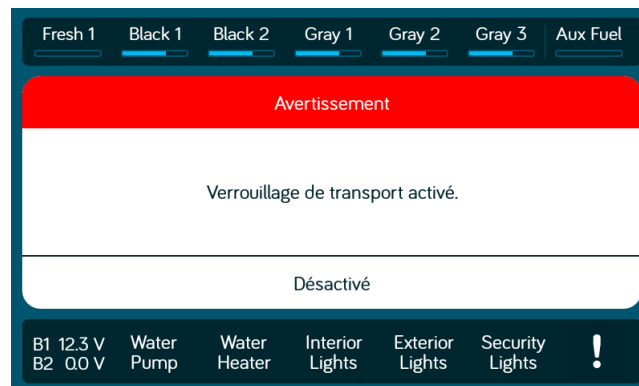 Fresh 1 Black 1 Black 2 Gray 1 Gray 2 Gray 3 Aux Fuel
Avertissement
Verrouillage de transport activé.
Désactivé
B1 12.3 V
B2 0.0 V
Water
Pump
Water
Heater
Interior
Lights
Exterior
Lights
Security
Lights
!